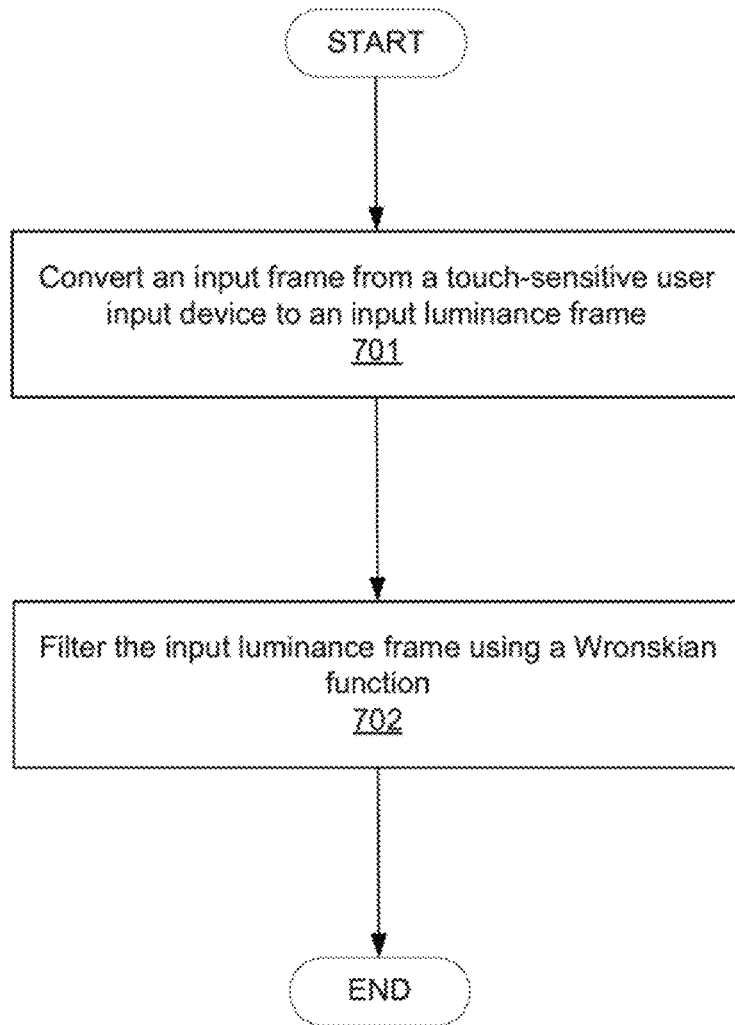 START
Convert an input frame from a touch-sensitive user
input device to an input luminance frame
701
Filter the input luminance frame using a Wronskian
function
702
END